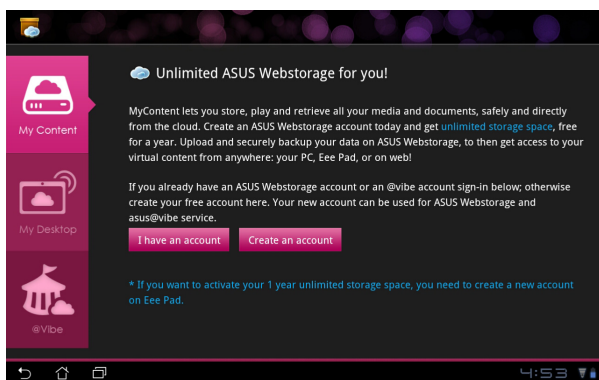 Unlimited ASUS Webstorage for you!
My Content
MyContent lets you store, play and retrieve all your media and documents, safely and directly
from the cloud. Create an ASUS Webstorage account today and get unlimited storage space, free
for a year. Upload and securely backup your data on ASUS Webstorage, to then get access to your
virtual content from anywhere: your PC, Eee Pad, or on web!
My Desktop
If you already have an ASUS Webstorage account or an @vibe account sign-in below; otherwise
create your free account here. Your new account can be used for ASUS Webstorage and
asus@vibe service.
I have an account Create an account
@Vibe
* If you want to activate your 1 year unlimited storage space, you need to create a new account
on Eee Pad.
4:53